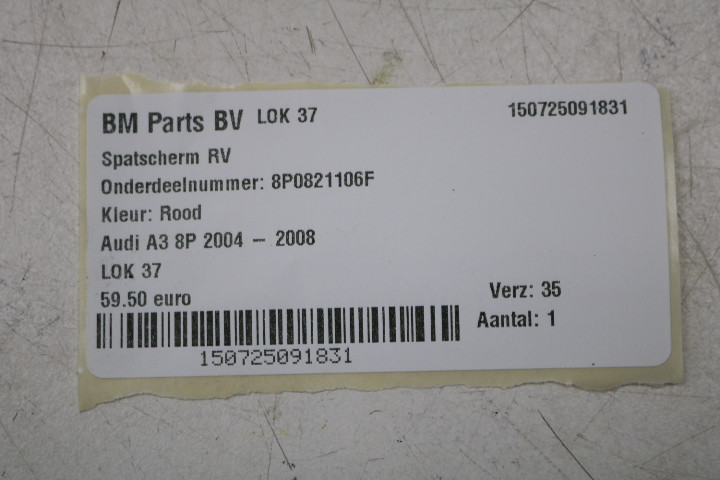 BM Parts BV LOK 37 150725091831
Spatscherm RV
Onderdeelnummer: 8P0821106F
Kleur: Rood
Audi A3 8P 2004 – 2008
LOK 37
59.50 euro Verz: 35
Aantal: 1
150725091831